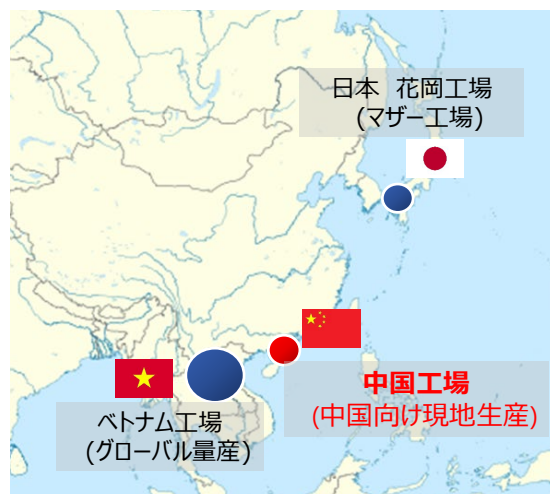 日本 花岡工場
(マザー工場)
中国工場
(中国向け現地生産)
ベトナム工場
(グローバル量産)